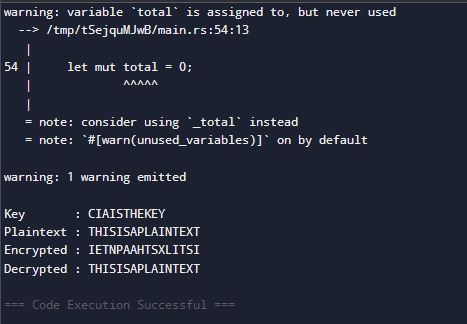 warning: variable `total` is assigned to, but never used
--> /tmp/tSejquMJwB/main.rs:54:13
|
54 | let mut total = 0;
| ^^^^^
|
= note: consider using `_total` instead
= note: `#[warn(unused_variables)]` on by default
warning: 1 warning emitted
Key : CIAISTHEKEY
Plaintext : THISISAPLAINTEXT
Encrypted : IETNPAAHTSXLITSI
Decrypted : THISISAPLAINTEXT
=== Code Execution Successful ===